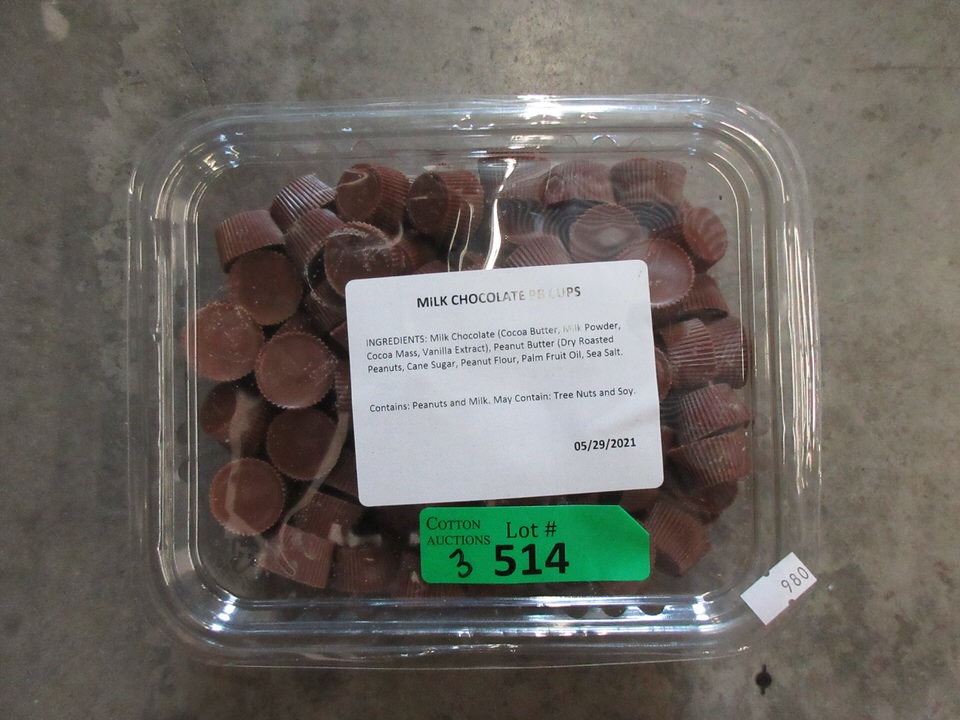 MILK CHOCOLATE PB CUPS
INGREDIENTS: Milk Chocolate (Cocoa Butter, Milk Powder,
Cocoa Mass, Vanilla Extract), Peanut Butter (Dry Roasted
Peanuts, Cane Sugar, Peanut Flour, Palm Fruit Oil, Sea Salt.
Contains: Peanuts and Milk. May Contain: Tree Nuts and Soy.
05/29/2021
COTTON
AUCTIONS
3
Lot #
514
980